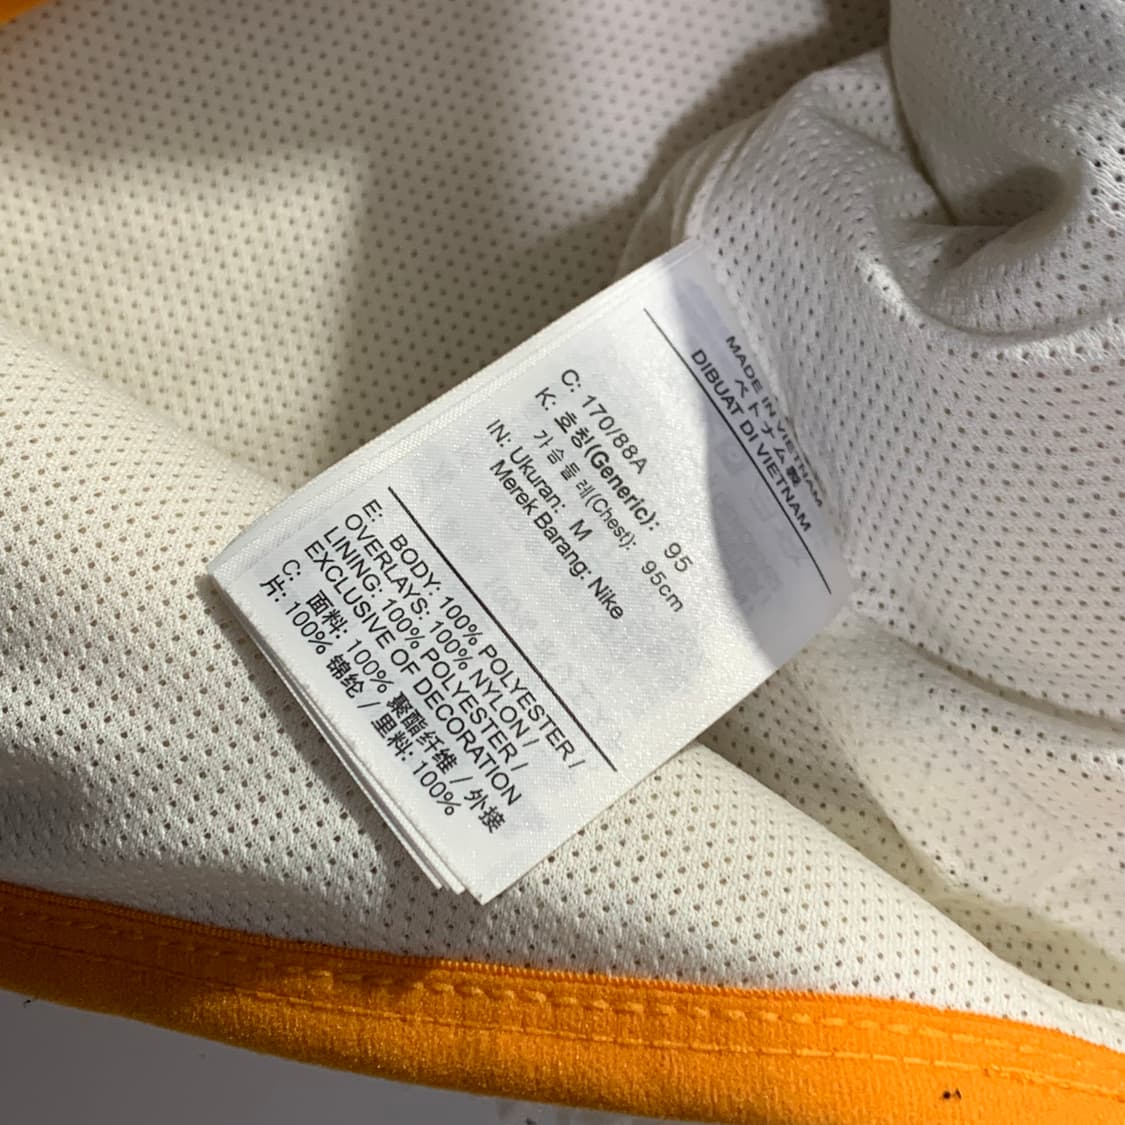 MADE IN VIETNAM
ベトナム製
DIBUAT DI VIETNAM
C: 170/88A
K: 호칭(Generic): 95
가슴둘레(Chest): 95cm
IN: Ukuran: M
Merek Barang: Nike
E: BODY: 100% POLYESTER /
OVERLAYS: 100% NYLON /
LINING: 100% POLYESTER /
EXCLUSIVE OF DECORATION
C: 面料: 100% 聚酯纤维 / 外接
片: 100% 锦纶 / 里料: 100%